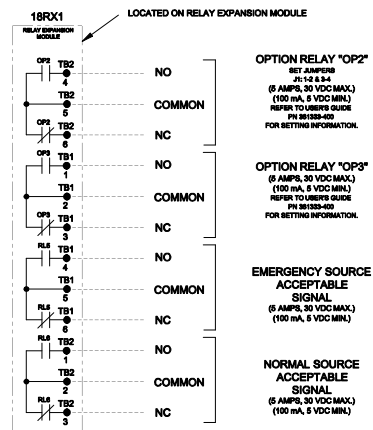 18RX1
LOCATED ON RELAY EXPANSION MODULE
RELAY EXPANSION
MODULE
OP2 TB2 4 NO
TB2 5 COMMON
OP2 TB2 6 NC
OPTION RELAY "OP2"
SET JUMPERS
J1: 1-2 & 3-4
(5 AMPS, 30 VDC MAX.)
(100 mA, 5 VDC MIN.)
REFER TO USER'S GUIDE
PN 381333-400
FOR SETTING INFORMATION.
OP3 TB1 1 NO
TB1 2 COMMON
OP3 TB1 3 NC
OPTION RELAY "OP3"
(5 AMPS, 30 VDC MAX.)
(100 mA, 5 VDC MIN.)
REFER TO USER'S GUIDE
PN 381333-400
FOR SETTING INFORMATION.
RL5 TB1 4 NO
TB1 5 COMMON
RL5 TB1 6 NC
EMERGENCY SOURCE
ACCEPTABLE
SIGNAL
(5 AMPS, 30 VDC MAX.)
(100 mA, 5 VDC MIN.)
RL6 TB2 1 NO
TB2 2 COMMON
RL6 TB2 3 NC
NORMAL SOURCE
ACCEPTABLE
SIGNAL
(5 AMPS, 30 VDC MAX.)
(100 mA, 5 VDC MIN.)